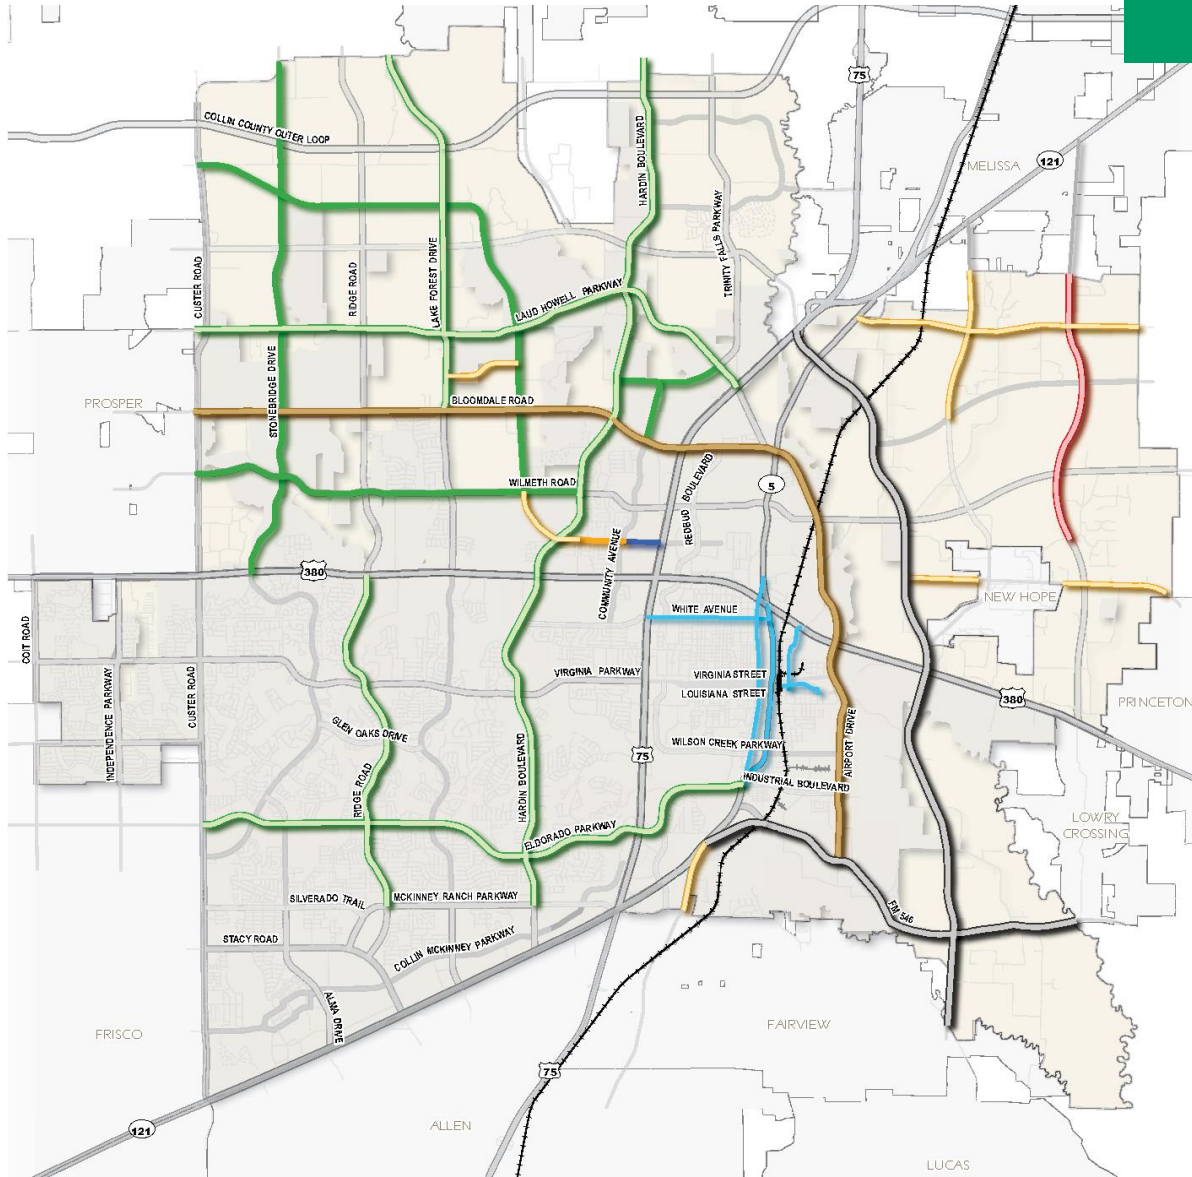 75
COLLIN COUNTY OUTER LOOP
HARDIN BOULEVARD
MELISSA
121
CUSTER ROAD
RIDGE ROAD
LAKE FOREST DRIVE
TRINITY FALLS PARKWAY
LAUD HOWELL PARKWAY
STONEBRIDGE DRIVE
PROSPER
BLOOMDALE ROAD
WILMETH ROAD
REDBUD BOULEVARD
5
COMMUNITY AVENUE
380
NEW HOPE
WHITE AVENUE
COIT ROAD
INDEPENDENCE PARKWAY
CUSTER ROAD
VIRGINIA PARKWAY
VIRGINIA STREET
LOUISIANA STREET
380
PRINCETON
GLEN OAKS DRIVE
HARDIN BOULEVARD
WILSON CREEK PARKWAY
AIRPORT DRIVE
75
RIDGE ROAD
INDUSTRIAL BOULEVARD
ELDORADO PARKWAY
LOWRY
CROSSING
SILVERADO TRAIL
MCKINNEY RANCH PARKWAY
FM 546
STACY ROAD
COLLIN MCKINNEY PARKWAY
ALMA DRIVE
FRISCO
FAIRVIEW
75
121
ALLEN
LUCAS